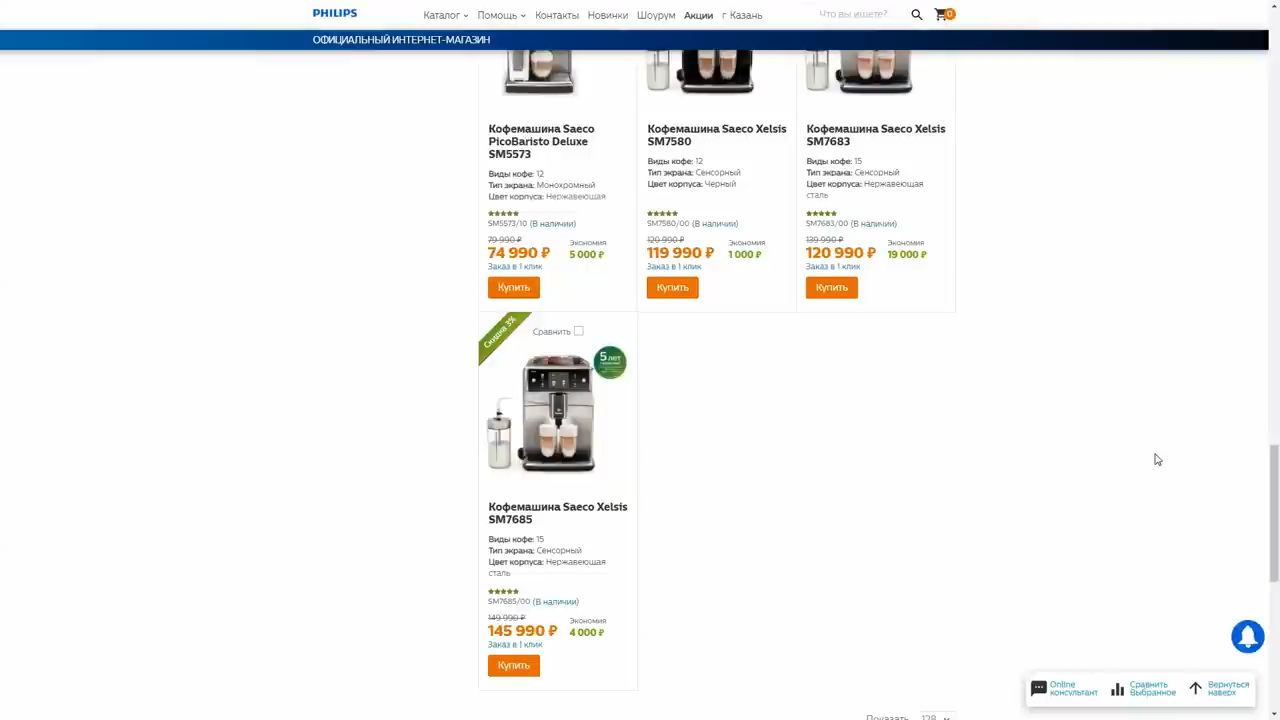 PHILIPS
Каталог Помощь Контакты Новинки Шоурум Акции г Казань Что вы ищете? 0
ОФИЦИАЛЬНЫЙ ИНТЕРНЕТ-МАГАЗИН
Кофемашина Saeco PicoBaristo Deluxe SM5573
Виды кофе: 12
Тип экрана: Монохромный
Цвет корпуса: Нержавеющая
SM5573/10 (В наличии)
79 990 ₽
Экономия
74 990 ₽
5 000 ₽
Заказ в 1 клик
Купить
Кофемашина Saeco Xelsis SM7580
Виды кофе: 12
Тип экрана: Сенсорный
Цвет корпуса: Черный
SM7580/00 (В наличии)
120 990 ₽
Экономия
119 990 ₽
1 000 ₽
Заказ в 1 клик
Купить
Кофемашина Saeco Xelsis SM7683
Виды кофе: 15
Тип экрана: Сенсорный
Цвет корпуса: Нержавеющая
сталь
SM7683/00 (В наличии)
139 990 ₽
Экономия
120 990 ₽
19 000 ₽
Заказ в 1 клик
Купить
Скидка 3%
Сравнить
5 лет
Кофемашина Saeco Xelsis
SM7685
Виды кофе: 15
Тип экрана: Сенсорный
Цвет корпуса: Нержавеющая
сталь
SM7685/00 (В наличии)
149 990 ₽
Экономия
145 990 ₽
4 000 ₽
Заказ в 1 клик
Купить
Online
консультант
Сравнить
Выбранное
Вернуться
наверх
Показать 128